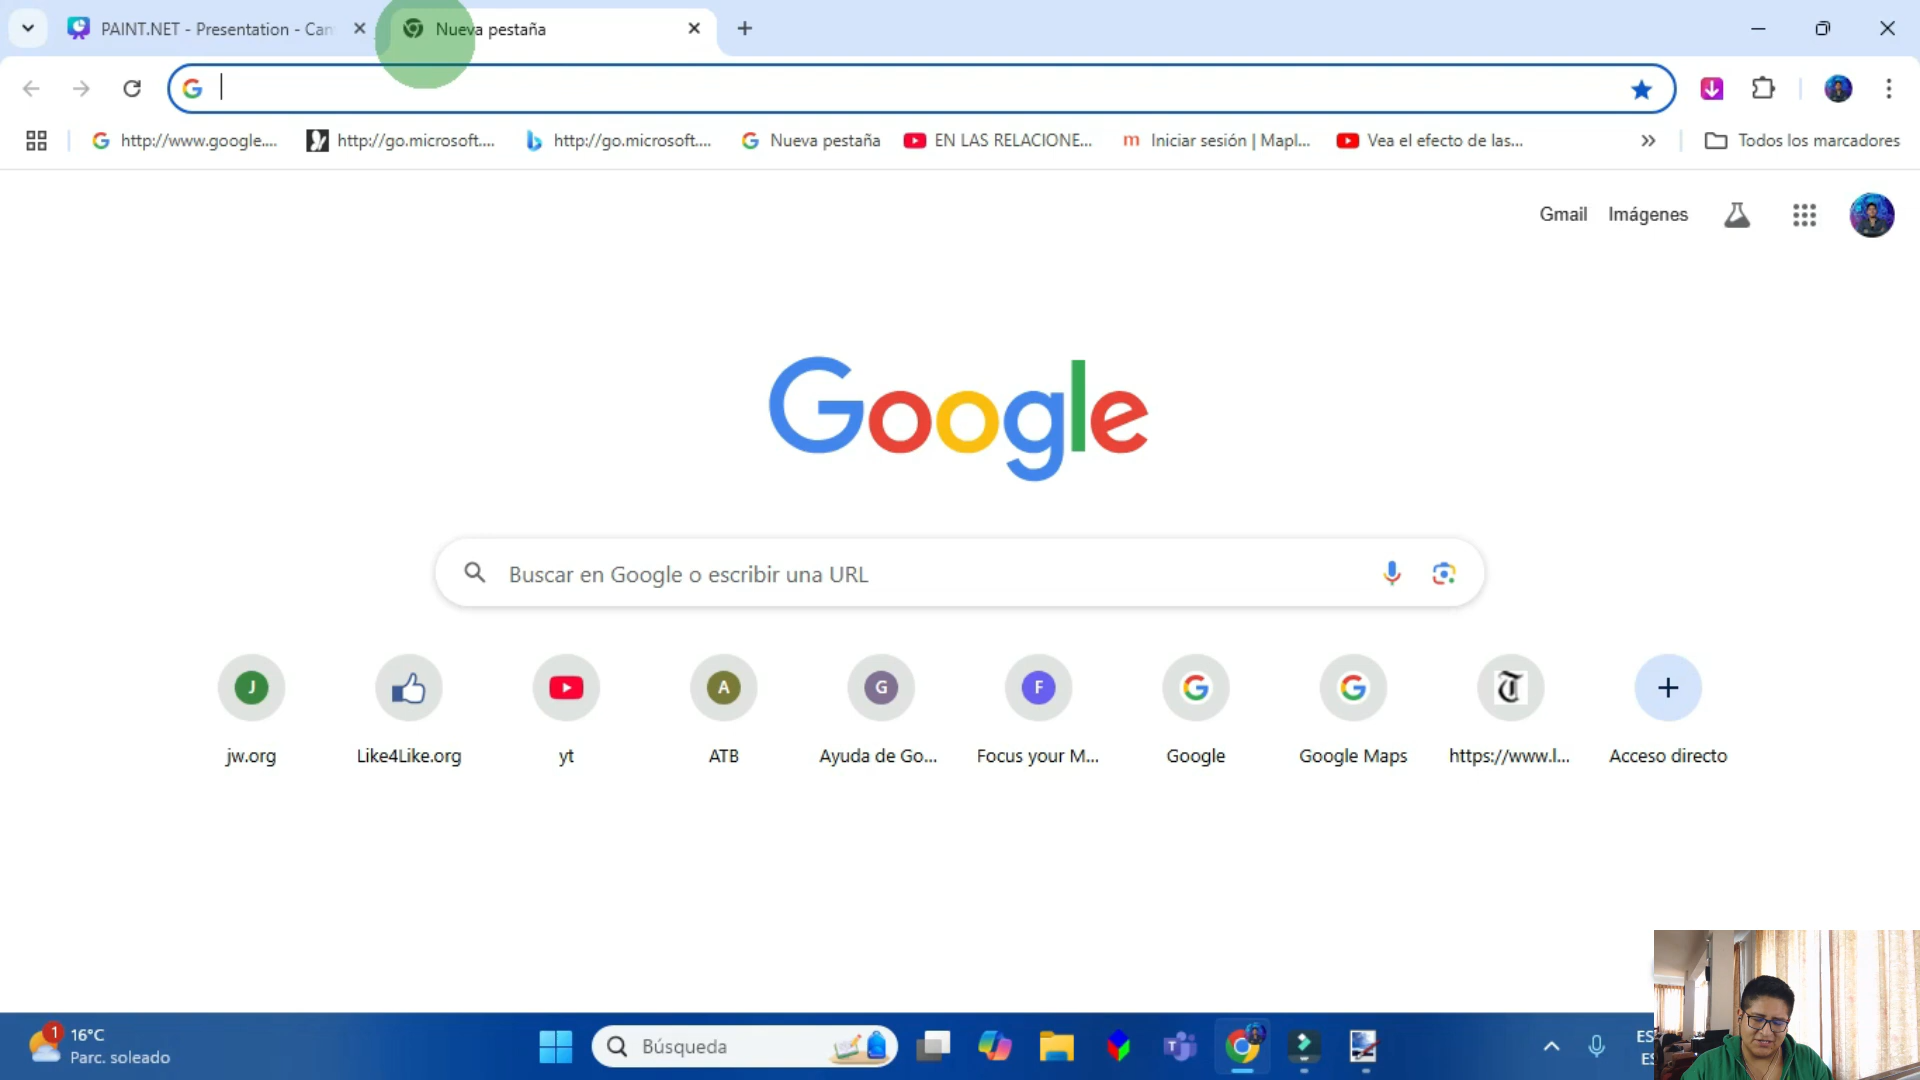 PAINT.NET - Presentation - Can
Nueva pestaña
http://www.google....
http://go.microsoft....
http://go.microsoft....
Nueva pestaña
EN LAS RELACIONE...
Iniciar sesión | Mapl...
Vea el efecto de las...
Todos los marcadores
Gmail
Imágenes
Google
Buscar en Google o escribir una URL
J
A
G
F
jw.org
Like4Like.org
yt
ATB
Ayuda de Go...
Focus your M...
Google
Google Maps
https://www.l...
Acceso directo
1
16°C
Parc. soleado
Búsqueda
ES
ES